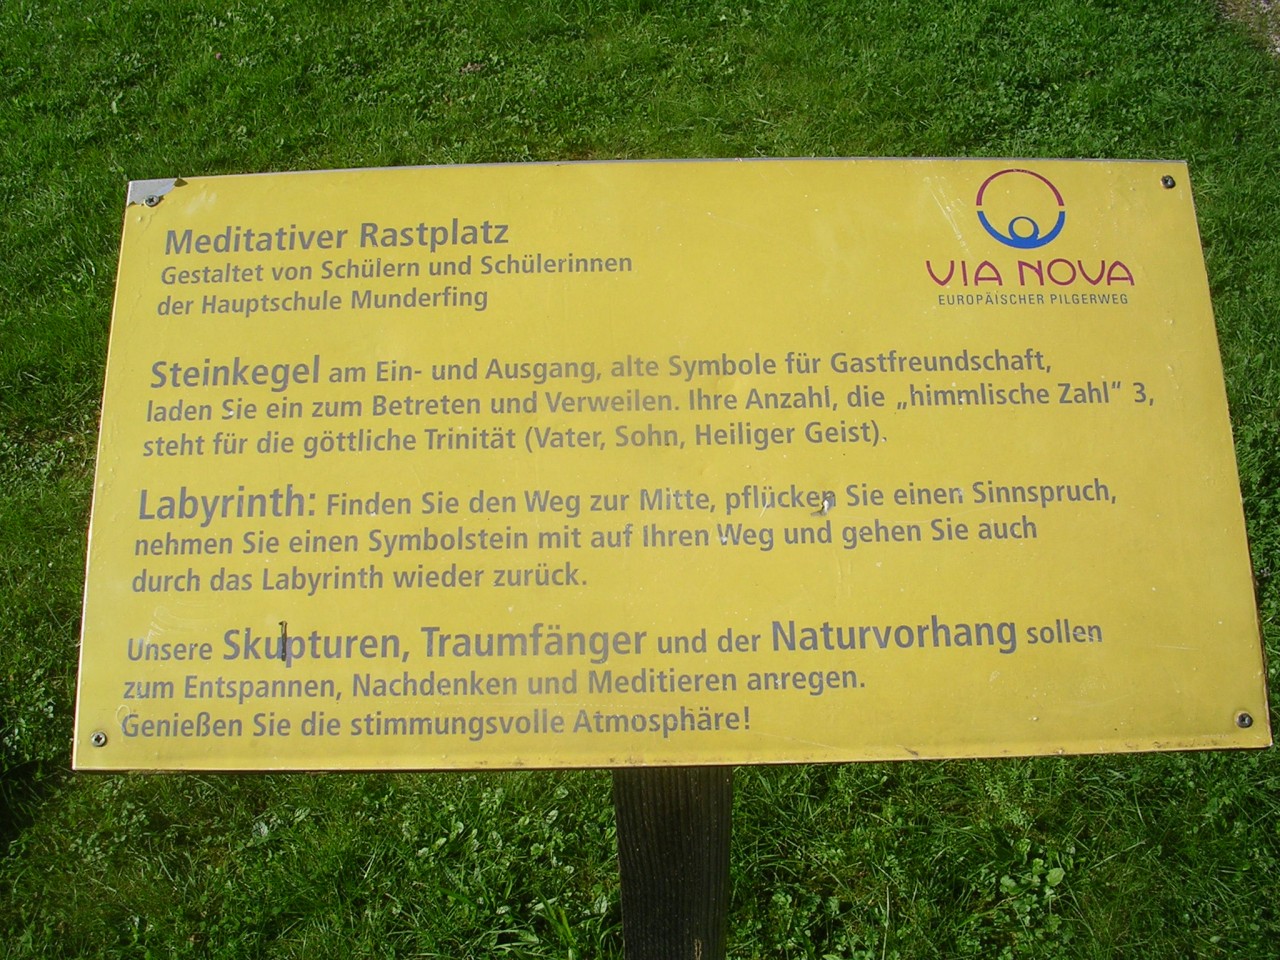 Meditativer Rastplatz
Gestaltet von Schülern und Schülerinnen
der Hauptschule Munderfing
VIA NOVA
EUROPÄISCHER PILGERWEG
Steinkegel am Ein- und Ausgang, alte Symbole für Gastfreundschaft,
laden Sie ein zum Betreten und Verweilen. Ihre Anzahl, die „himmlische Zahl“ 3,
steht für die göttliche Trinität (Vater, Sohn, Heiliger Geist).
Labyrinth: Finden Sie den Weg zur Mitte, pflücken Sie einen Sinnspruch,
nehmen Sie einen Symbolstein mit auf Ihren Weg und gehen Sie auch
durch das Labyrinth wieder zurück.
Unsere Skulpturen, Traumfänger und der Naturvorhang sollen
zum Entspannen, Nachdenken und Meditieren anregen.
Genießen Sie die stimmungsvolle Atmosphäre!